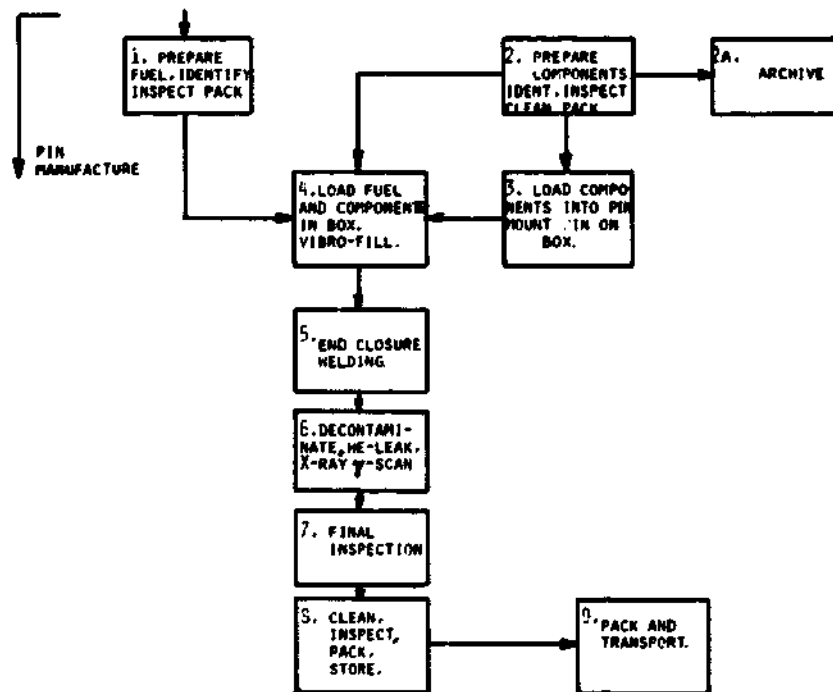 1. PREPARE
FUEL, IDENTIFY
INSPECT PACK
2. PREPARE
COMPONENTS
IDENT. INSPECT
CLEAN PACK
2A.
ARCHIVE
PIN
MANUFACTURE
4. LOAD FUEL
AND COMPONENTS
IN BOX.
VIBRO-FILL.
3. LOAD COMPO-
NENTS INTO PIN
MOUNT PIN ON
BOX.
5. END CLOSURE
WELDING
6. DECONTAMI-
NATE, HE-LEAK,
X-RAY γ-SCAN
7. FINAL
INSPECTION
8. CLEAN,
INSPECT,
PACK,
STORE.
9. PACK AND
TRANSPORT.